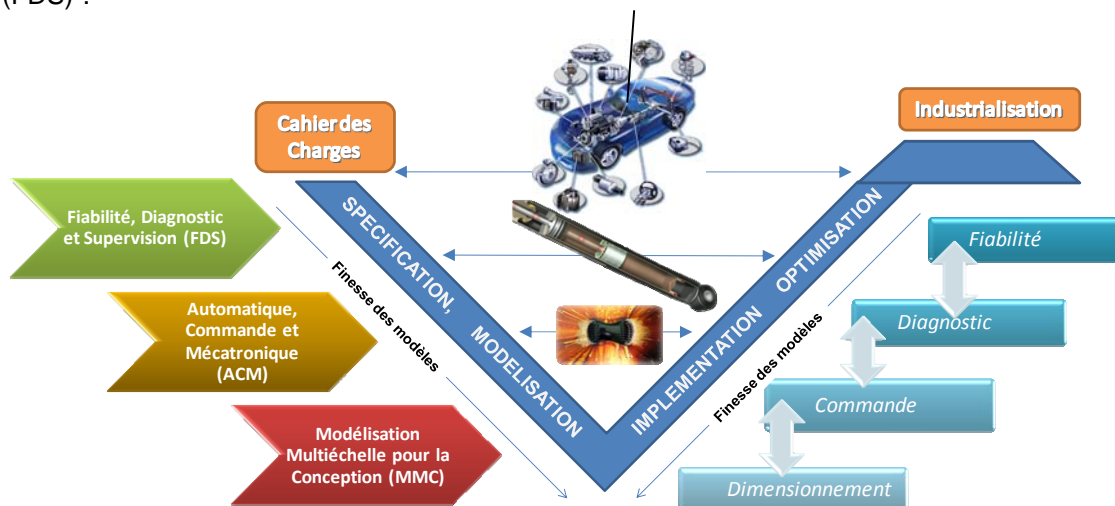 (FDS) :
Cahier des
Charges
Industrialisation
Fiabilité, Diagnostic
et Supervision (FDS)
Automatique,
Commande et
Mécatronique
(ACM)
Modélisation
Multiéchelle pour la
Conception (MMC)
Finesse des modèles
SPECIFICATION, MODELISATION
IMPLEMENTATION OPTIMISATION
Finesse des modèles
Fiabilité
Diagnostic
Commande
Dimensionnement